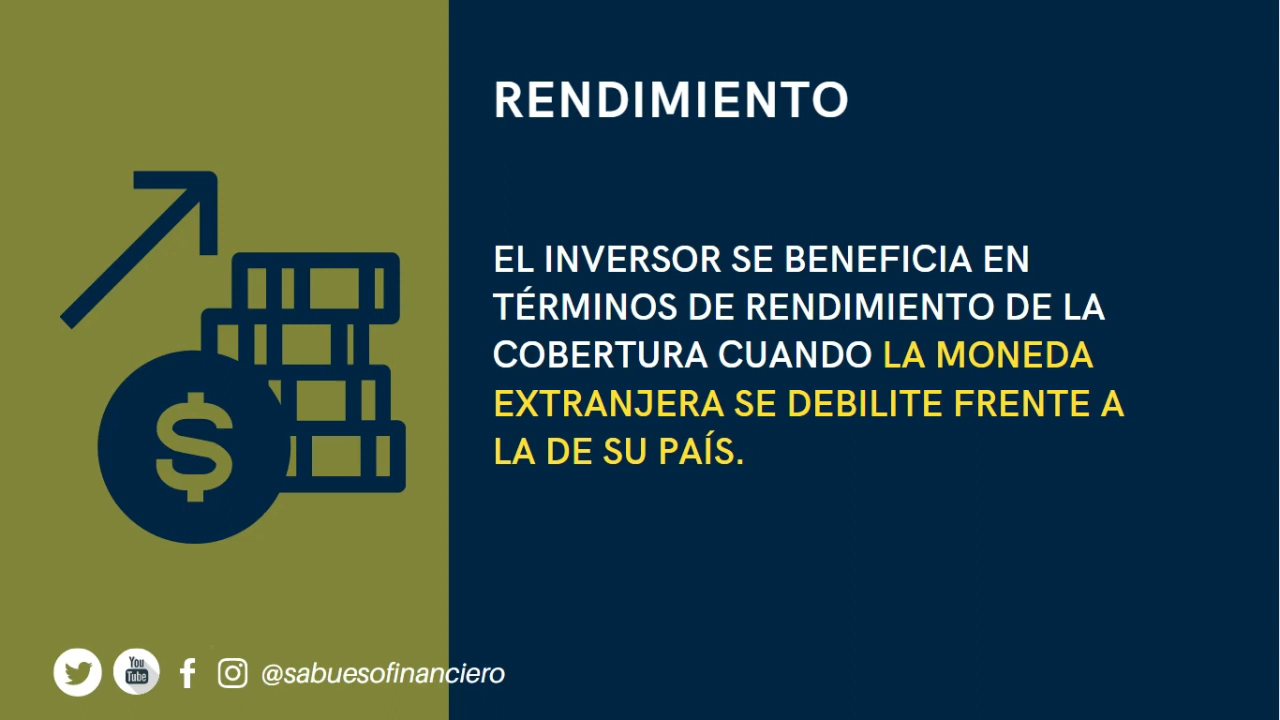 RENDIMIENTO
EL INVERSOR SE BENEFICIA EN
TÉRMINOS DE RENDIMIENTO DE LA
COBERTURA CUANDO LA MONEDA
EXTRANJERA SE DEBILITE FRENTE A
LA DE SU PAÍS.
$
You
Tube
@sabuesofinanciero